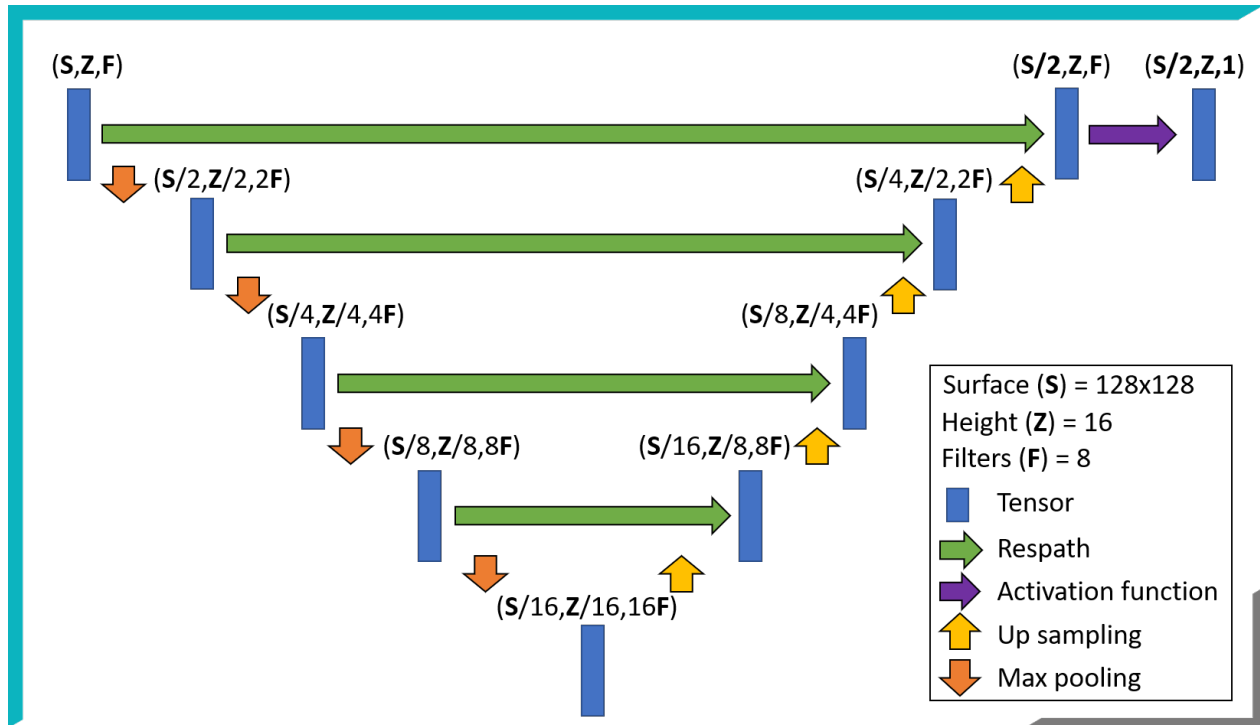 (S,Z,F)
(S/2,Z,F)
(S/2,Z,1)
(S/2,Z/2,2F)
(S/4,Z/2,2F)
(S/4,Z/4,4F)
(S/8,Z/4,4F)
(S/8,Z/8,8F)
(S/16,Z/8,8F)
(S/16,Z/16,16F)
Surface (S) = 128x128
Height (Z) = 16
Filters (F) = 8
Tensor
Respath
Activation function
Up sampling
Max pooling